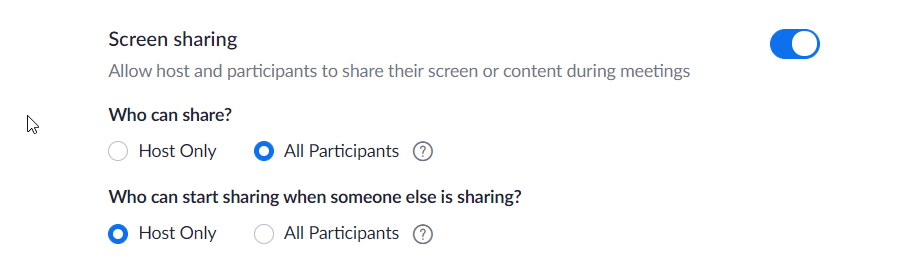 Screen sharing
Allow host and participants to share their screen or content during meetings
Who can share?
Host Only All Participants ?
Who can start sharing when someone else is sharing?
Host Only All Participants ?